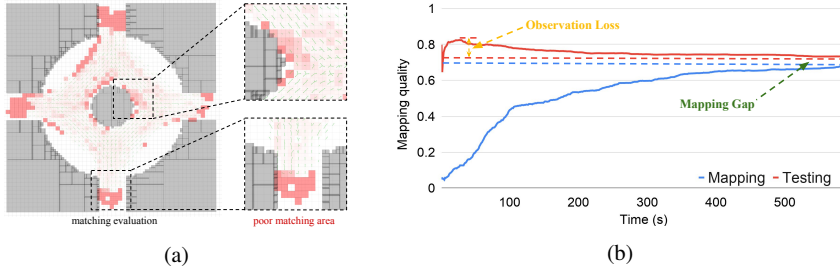 matching evaluation
poor matching area
(a)
Mapping quality
1
0.8
0.6
0.4
0.2
0
Observation Loss
Mapping Gap
Mapping
Testing
100
200
300
400
500
Time (s)
(b)